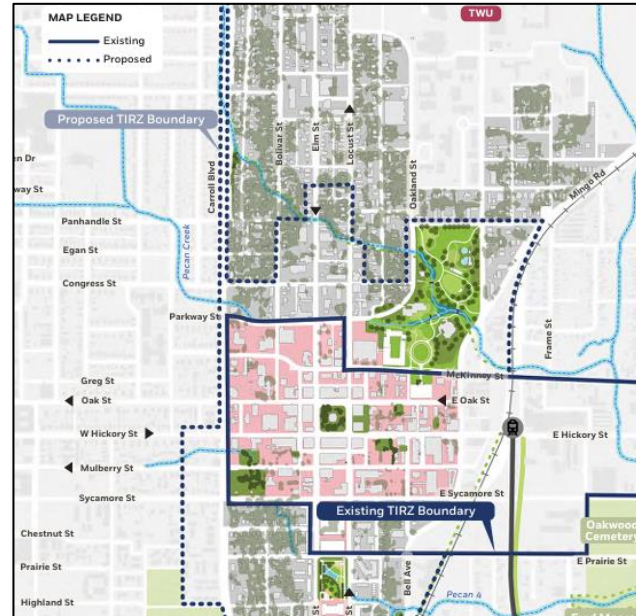 MAP LEGEND
Existing
Proposed
TWU
Proposed TIRZ Boundary
Carroll Blvd
Bolivar St
Elm St
Locust St
Oakland St
Mingo Rd
en Dr
way St
Panhandle St
Egan St
Congress St
Pecan Creek
Parkway St
Frame St
McKinney St
Greg St
Oak St
E Oak St
W Hickory St
E Hickory St
Mulberry St
Sycamore St
E Sycamore St
Existing TIRZ Boundary
Oakwood
Cemetery
Chestnut St
Prairie St
E Prairie St
Bell Ave
Pecan 4
Highland St
St
St